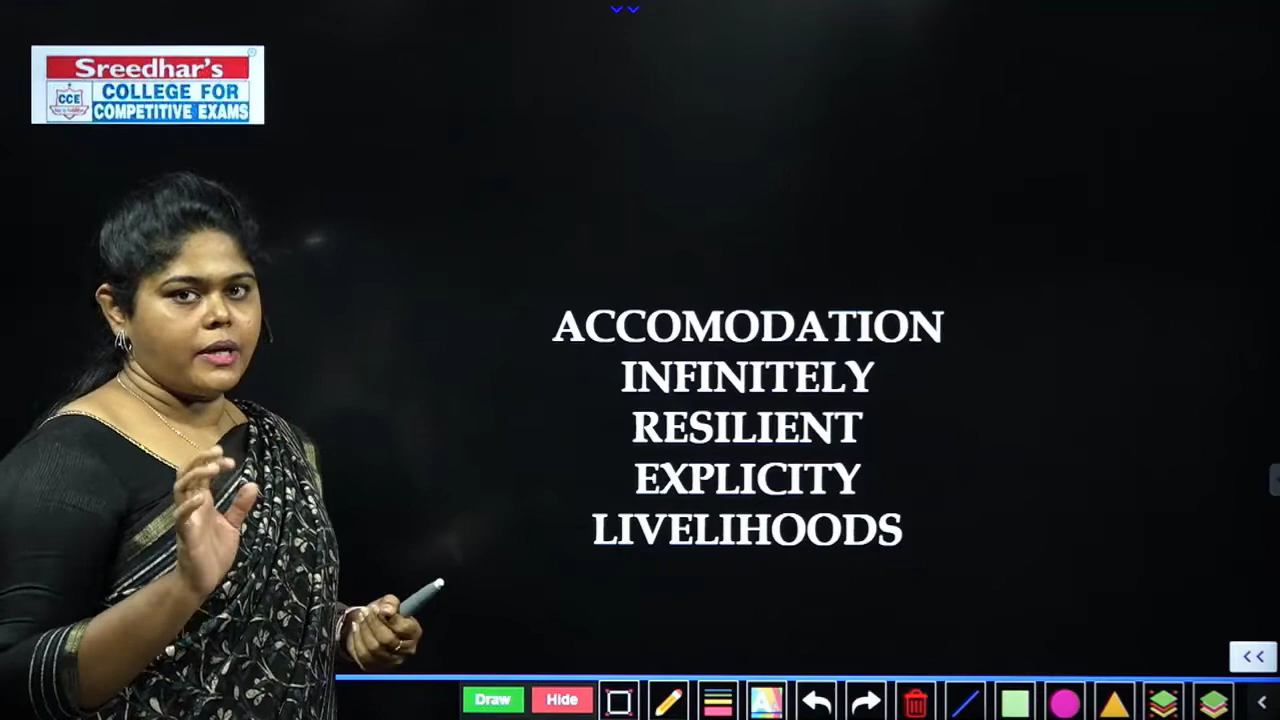 Sreedhar's
CCE
COLLEGE FOR
COMPETITIVE EXAMS
ACCOMODATION
INFINITELY
RESILIENT
EXPLICITY
LIVELIHOODS
Draw
Hide